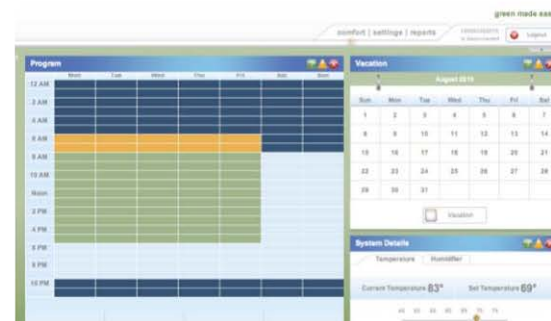 green made eas
comfort | settings | reports
Logout
Program
Mon Tue Wed Thu Fri Sat Sun
12 AM
2 AM
4 AM
6 AM
8 AM
10 AM
Noon
2 PM
4 PM
6 PM
8 PM
10 PM
Vacation
August 2010
Sun Mon Tue Wed Thu Fri Sat
1 2 3 4 5 6 7
8 9 10 11 12 13 14
15 16 17 18 19 20 21
22 23 24 25 26 27 28
29 30 31
Vacation
System Details
Temperature Humidifier
Current Temperature 83° Set Temperature 69°